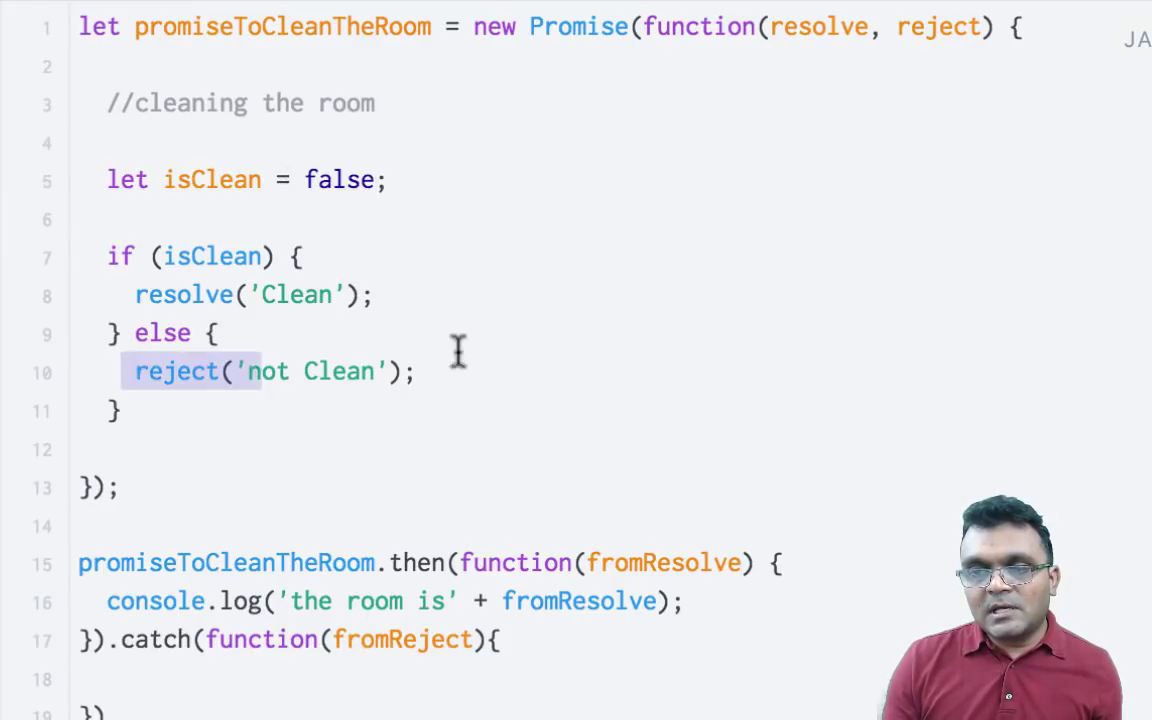 1 let promiseToCleanTheRoom = new Promise(function(resolve, reject) {
JA
2
3 //cleaning the room
4
5 let isClean = false;
6
7 if (isClean) {
8 resolve('Clean');
9 } else {
10 reject('not Clean');
11 }
12
13 });
14
15 promiseToCleanTheRoom.then(function(fromResolve) {
16 console.log('the room is' + fromResolve);
17 }).catch(function(fromReject){
18
19 })